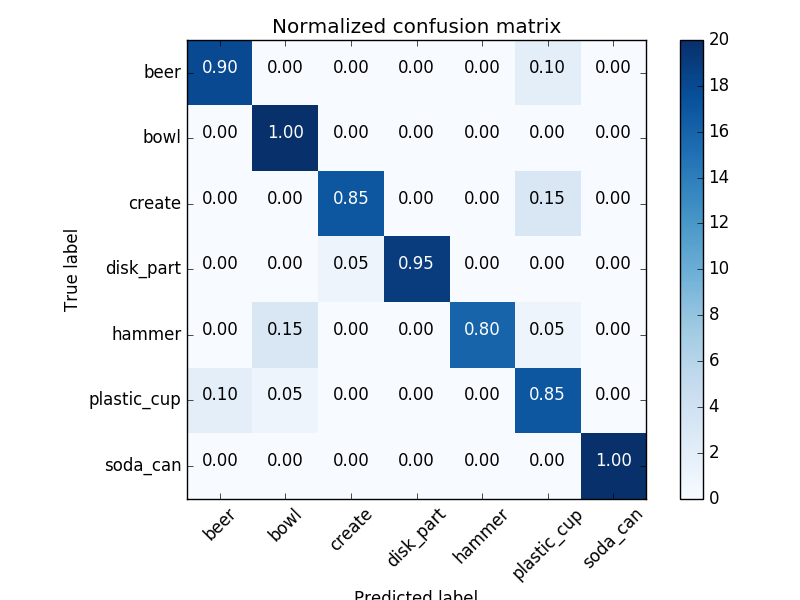 Normalized confusion matrix
beer 0.90 0.00 0.00 0.00 0.00 0.10 0.00
bowl 0.00 1.00 0.00 0.00 0.00 0.00 0.00
create 0.00 0.00 0.85 0.00 0.00 0.15 0.00
disk_part 0.00 0.00 0.05 0.95 0.00 0.00 0.00
hammer 0.00 0.15 0.00 0.00 0.80 0.05 0.00
plastic_cup 0.10 0.05 0.00 0.00 0.00 0.85 0.00
soda_can 0.00 0.00 0.00 0.00 0.00 0.00 1.00
True label
beer bowl create disk_part hammer plastic_cup soda_can
Predicted label
20
18
16
14
12
10
8
6
4
2
0